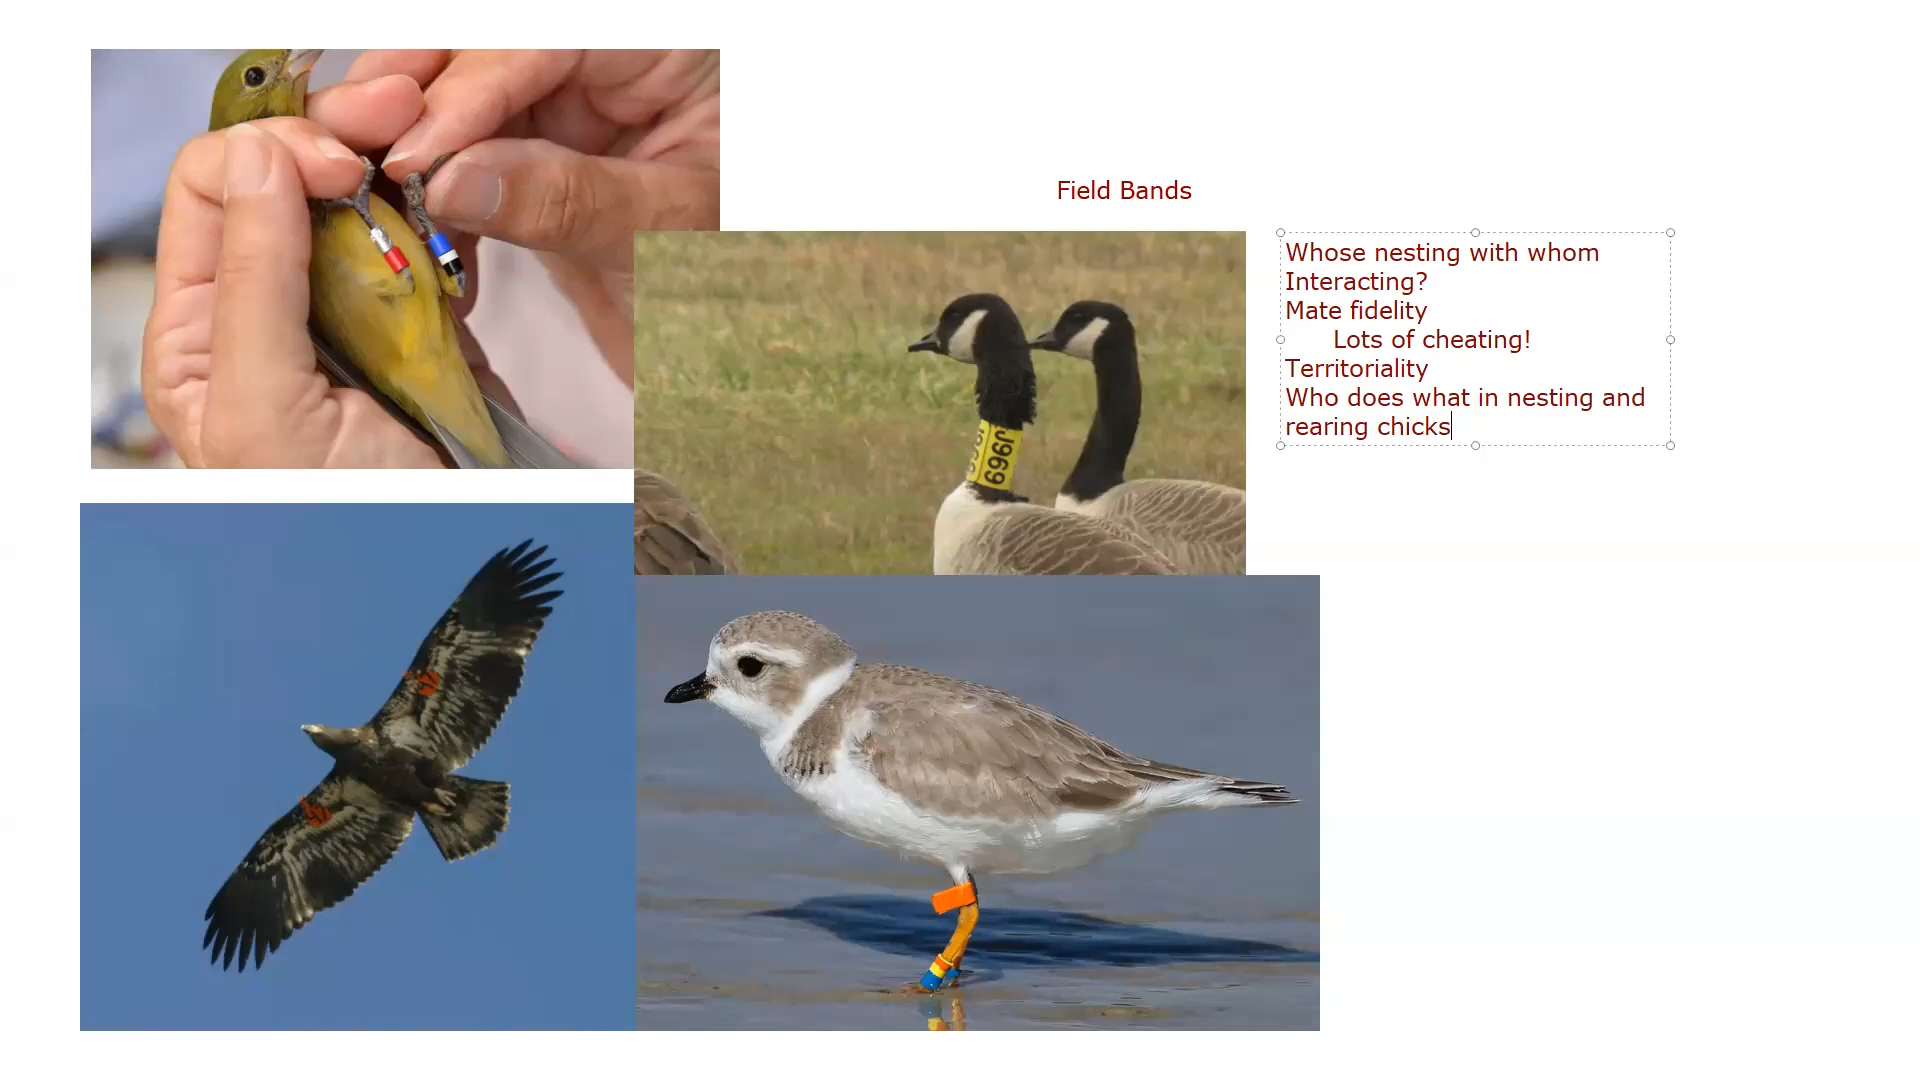 Field Bands
Whose nesting with whom
Interacting?
Mate fidelity
Lots of cheating!
Territoriality
Who does what in nesting and
rearing chicks
J969